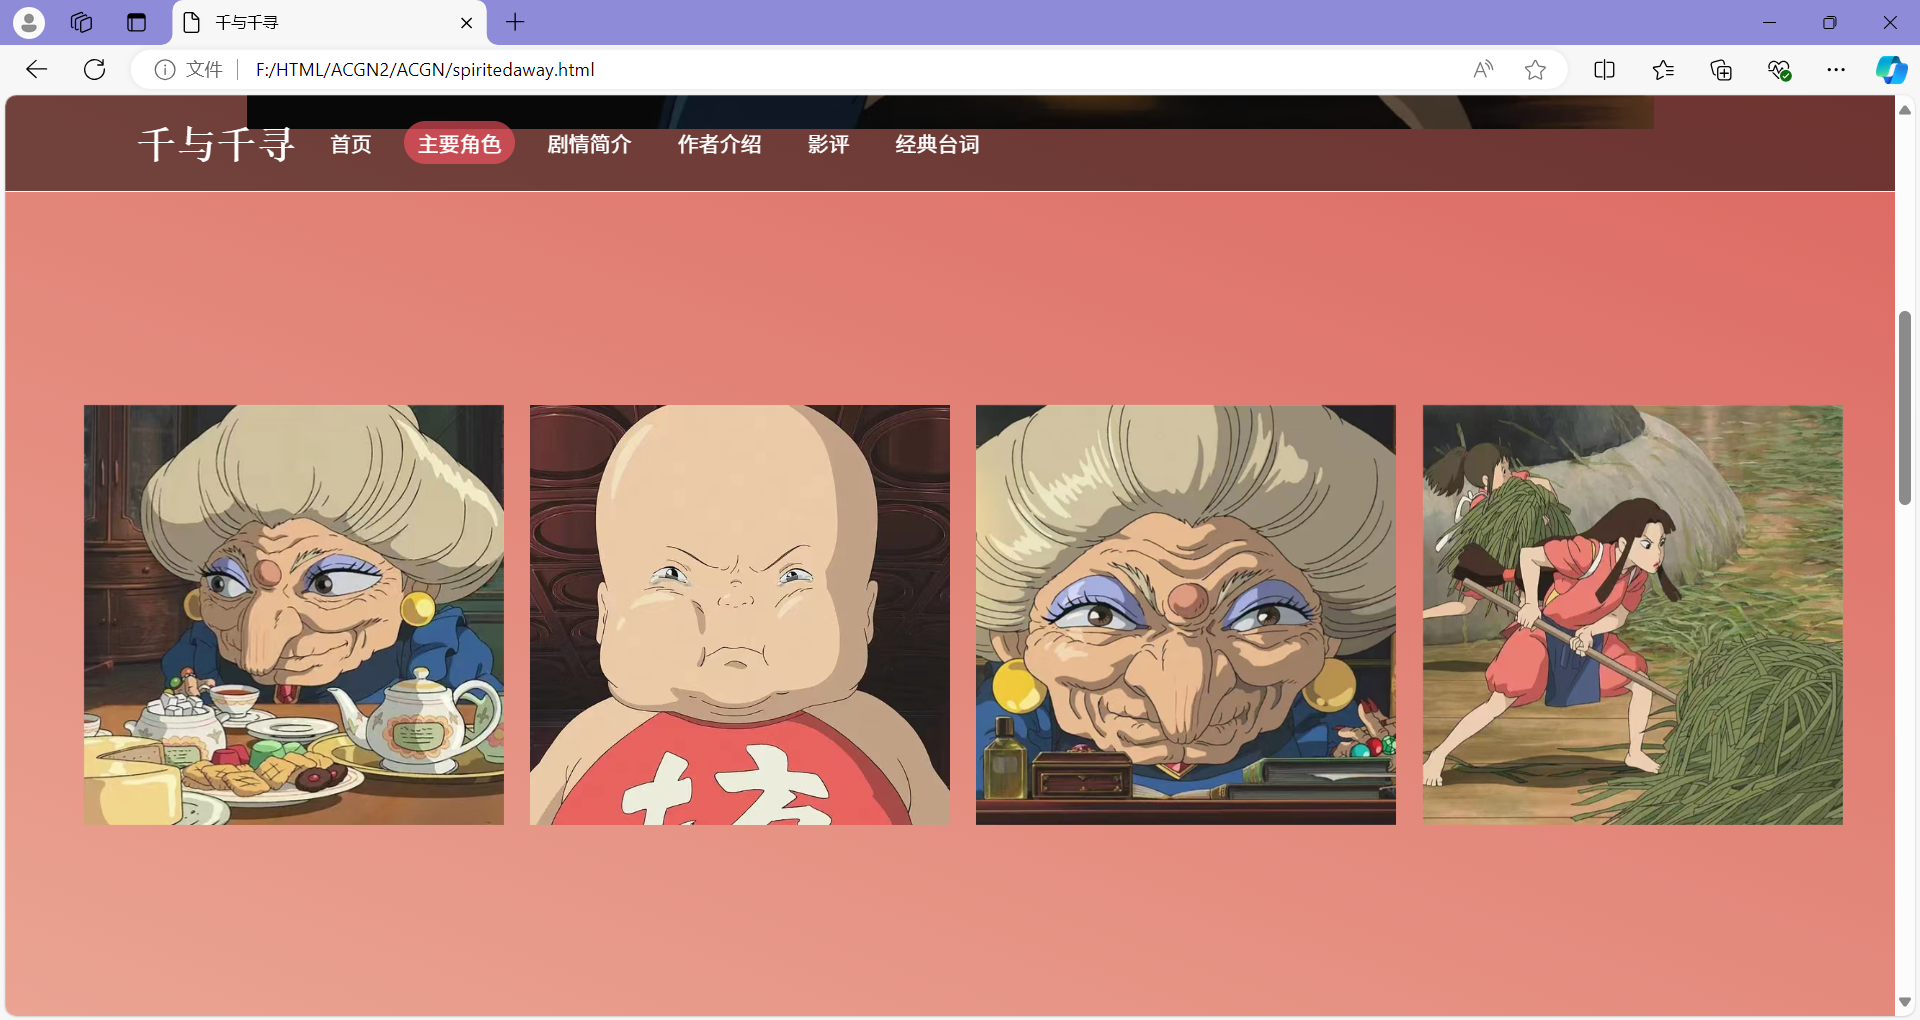 千与千寻
文件
F:/HTML/ACGN2/ACGN/spiritedaway.html
千与千寻 首页 主要角色 剧情简介 作者介绍 影评 经典台词